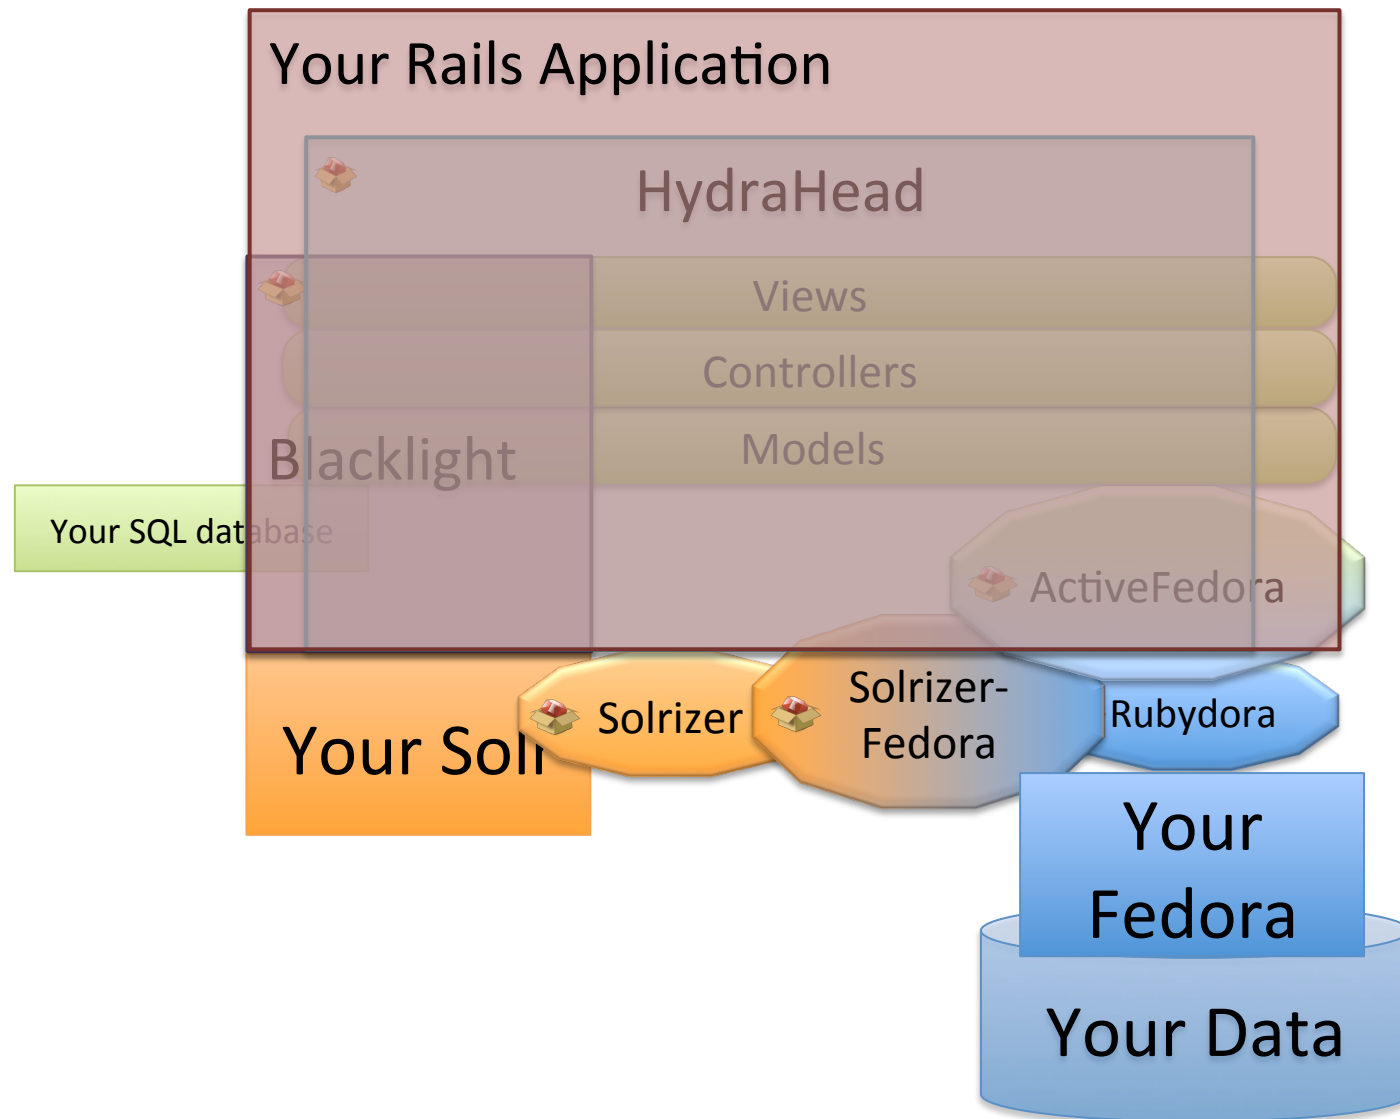 Your Rails Application
HydraHead
Views
Controllers
Models
Blacklight
Your SQL database
ActiveFedora
Solrizer
Solrizer-
Fedora
Rubydora
Your Solr
Your
Fedora
Your Data